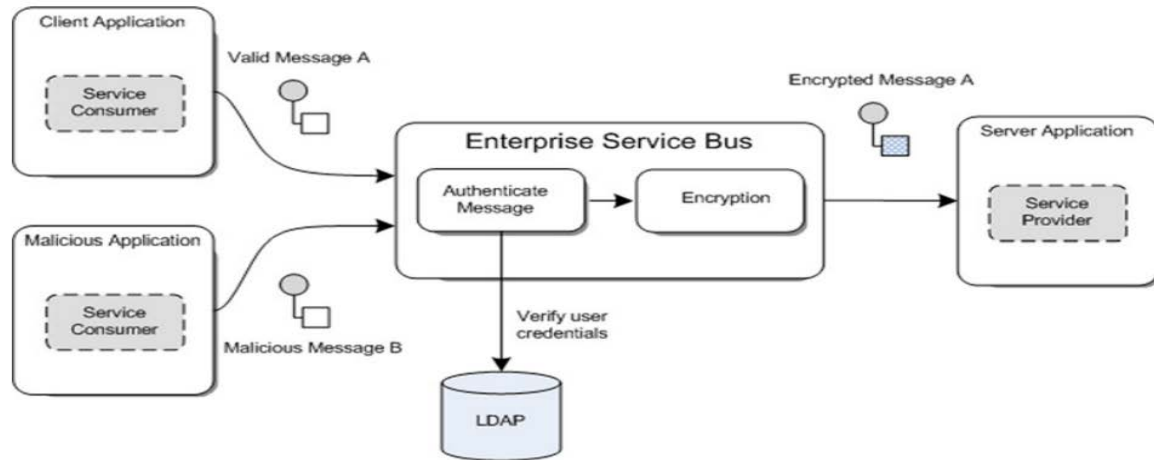 Client Application
Service
Consumer
Valid Message A
Malicious Application
Service
Consumer
Malicious Message B
Enterprise Service Bus
Authenticate
Message
Encryption
Verify user
credentials
LDAP
Encrypted Message A
Server Application
Service
Provider